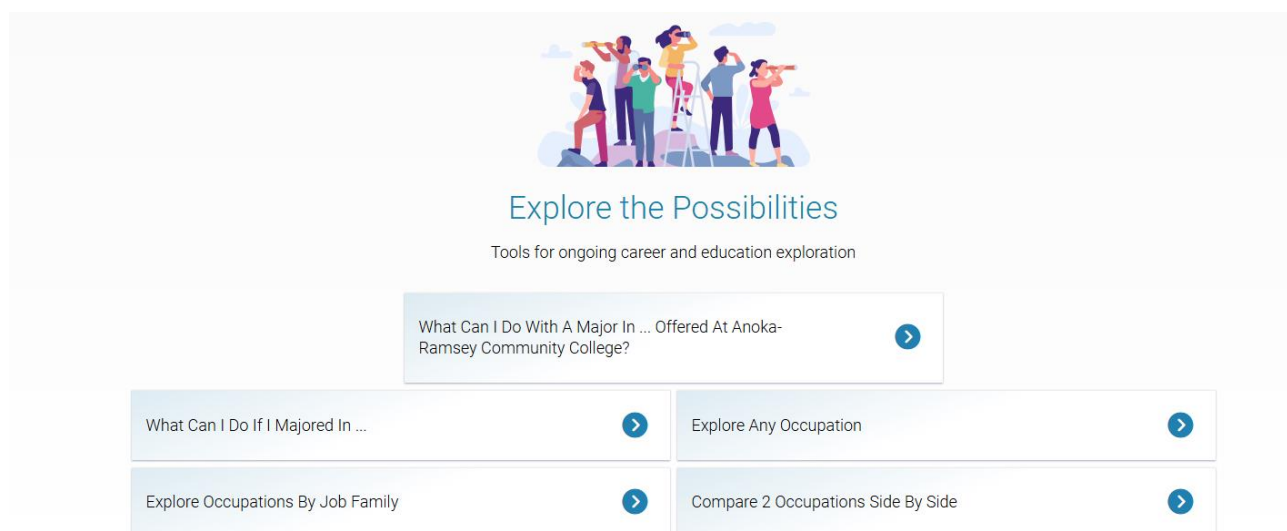 Explore the Possibilities
Tools for ongoing career and education exploration
What Can I Do With A Major In ... Offered At Anoka-
Ramsey Community College?
What Can I Do If I Majored In ...
Explore Any Occupation
Explore Occupations By Job Family
Compare 2 Occupations Side By Side